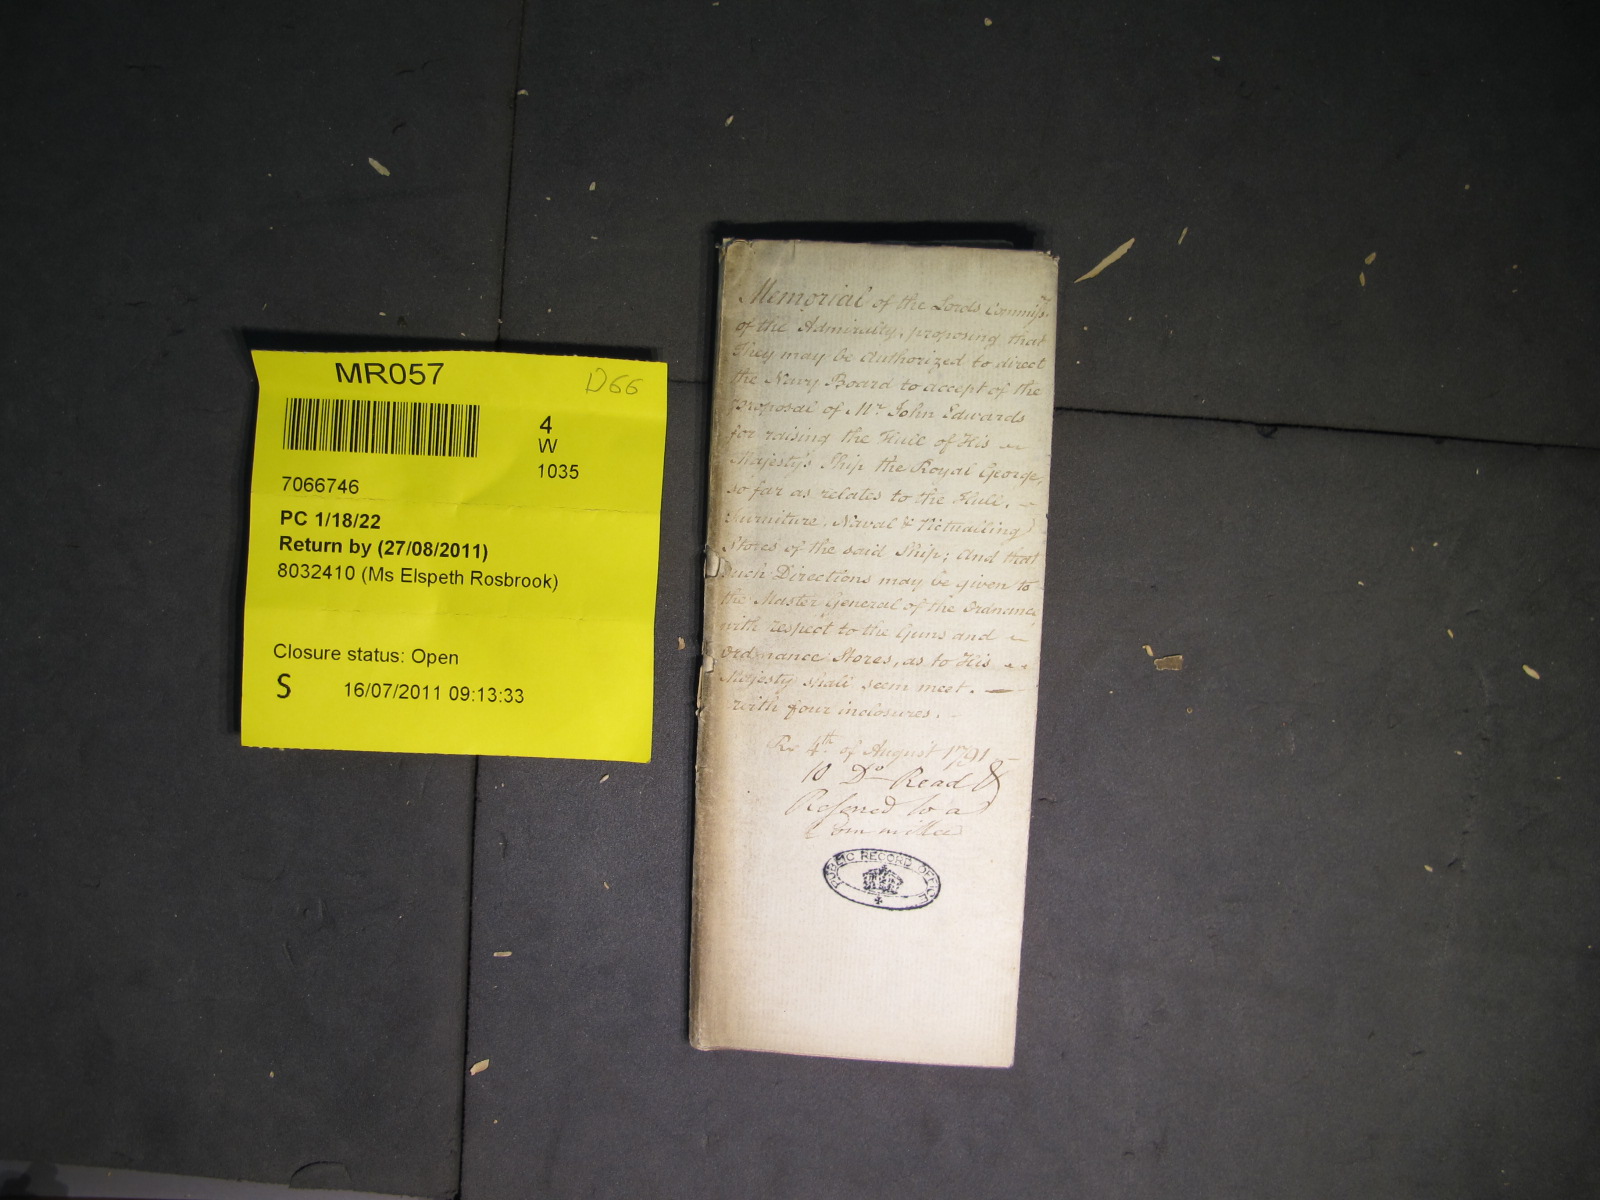 MR057
D66
4
W
1035
7066746
PC 1/18/22
Return by (27/08/2011)
8032410 (Ms Elspeth Rosbrook)
Closure status: Open
S 16/07/2011 09:13:33
Memorial of the Lords Commissrs
of the Admiralty, proposing that
They may be authorized to direct
the Navy Board to accept of the
Proposal of Mr. John Edwards
for raising the Hull of His
Majesty's Ship the Royal George,
so far as relates to the Hull,
Furniture, Naval & Victualling
Stores of the said Ship; and that
such Directions may be given to
the Master General of the Ordnance
with respect to the Guns and
Ordnance Stores, as to His
Majesty shall seem meet. —
with four inclosures.
Rx 4th of August 1791
10 Do Read &
Referred to a
Committee
PUBLIC RECORD OFFICE